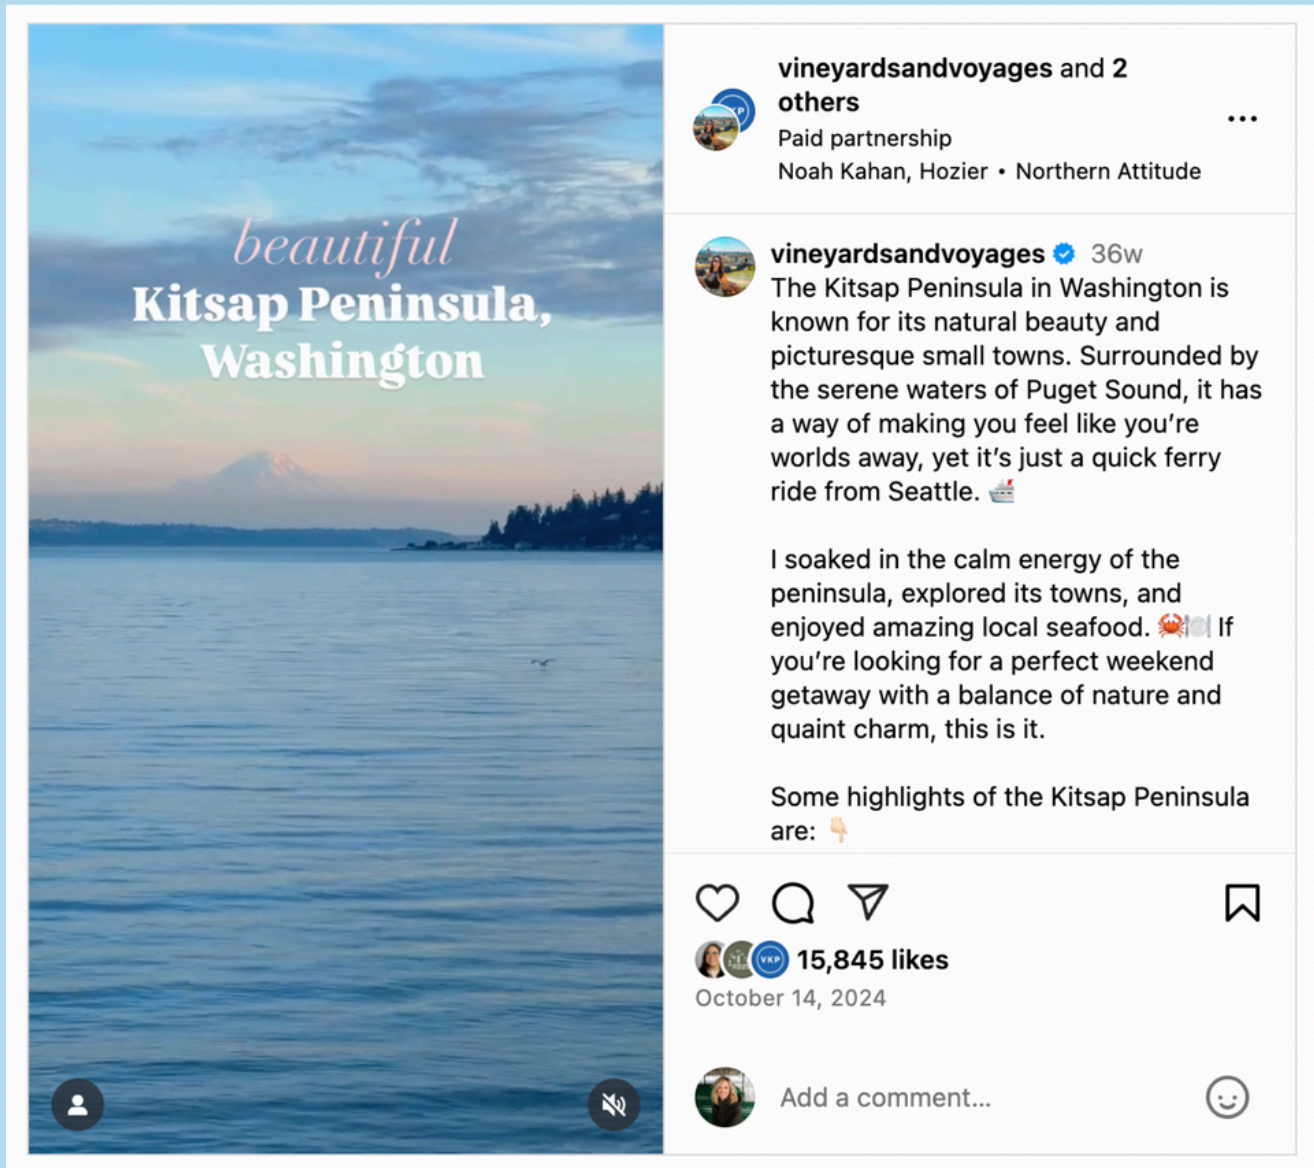 beautiful
Kitsap Peninsula,
Washington
vineyardsandvoyages and 2
others
Paid partnership
Noah Kahan, Hozier • Northern Attitude
vineyardsandvoyages 36w
The Kitsap Peninsula in Washington is
known for its natural beauty and
picturesque small towns. Surrounded by
the serene waters of Puget Sound, it has
a way of making you feel like you’re
worlds away, yet it’s just a quick ferry
ride from Seattle. 🛳️
I soaked in the calm energy of the
peninsula, explored its towns, and
enjoyed amazing local seafood. 🦀🍽️ If
you’re looking for a perfect weekend
getaway with a balance of nature and
quaint charm, this is it.
Some highlights of the Kitsap Peninsula
are: 👇🏻
VKP
15,845 likes
October 14, 2024
Add a comment...